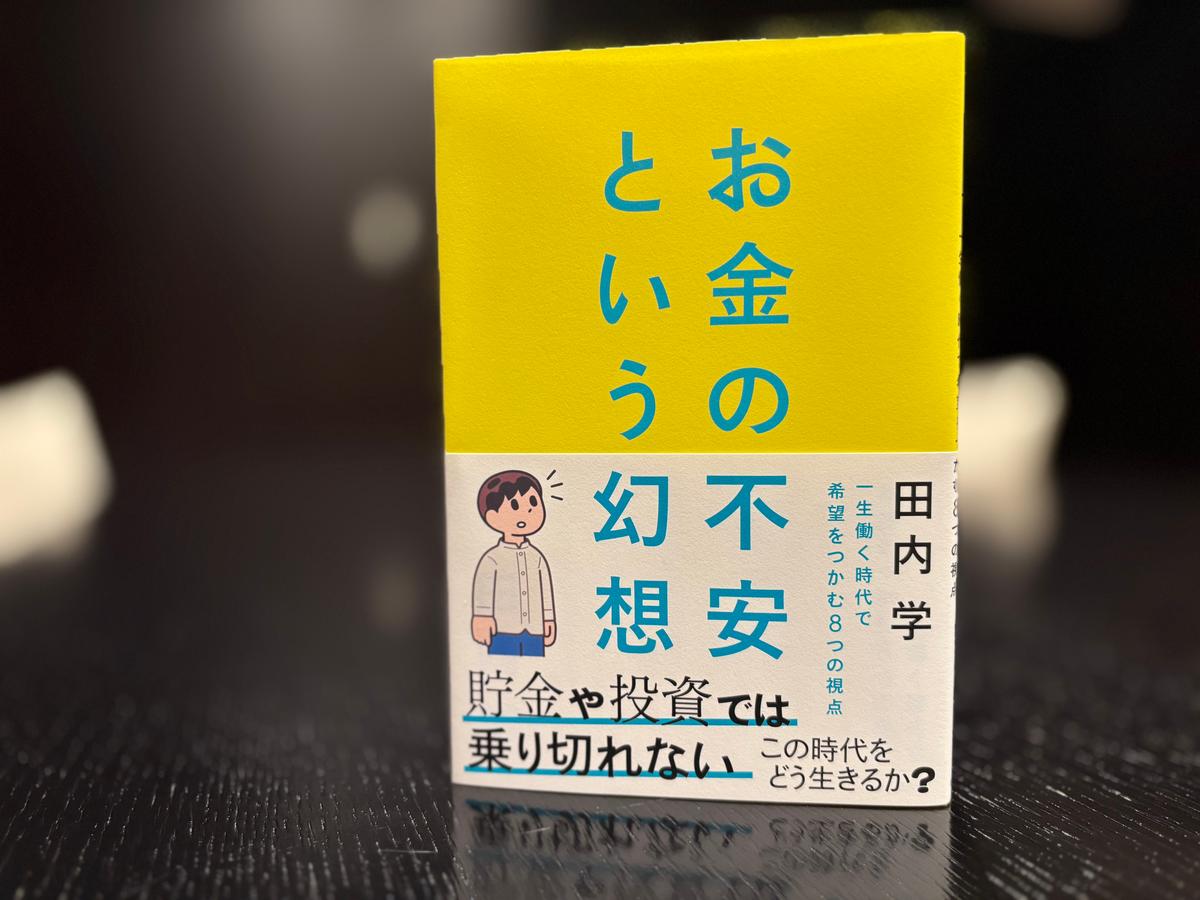 お金の不安
という幻想
田内 学
一生働く時代で
希望をつかむ8つの視点
貯金や投資では
乗り切れない
この時代を
どう生きるか?